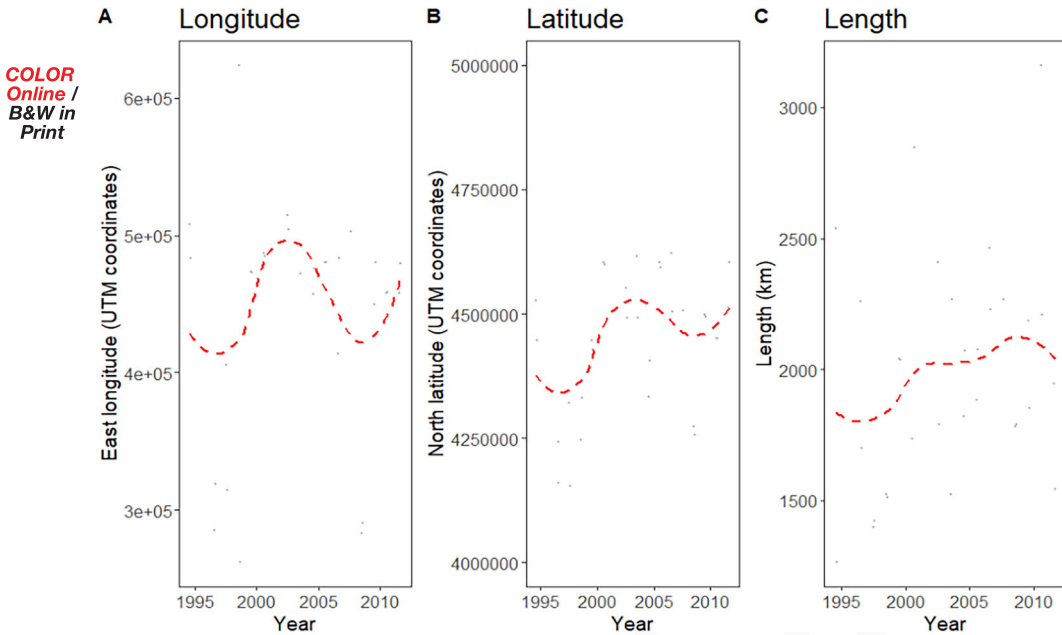 COLOR
Online /
B&W in
Print
A Longitude
East longitude (UTM coordinates)
6e+05
5e+05
4e+05
3e+05
1995 2000 2005 2010
Year
B Latitude
North latitude (UTM coordinates)
5000000
4750000
4500000
4250000
4000000
1995 2000 2005 2010
Year
C Length
Length (km)
3000
2500
2000
1500
1995 2000 2005 2010
Year